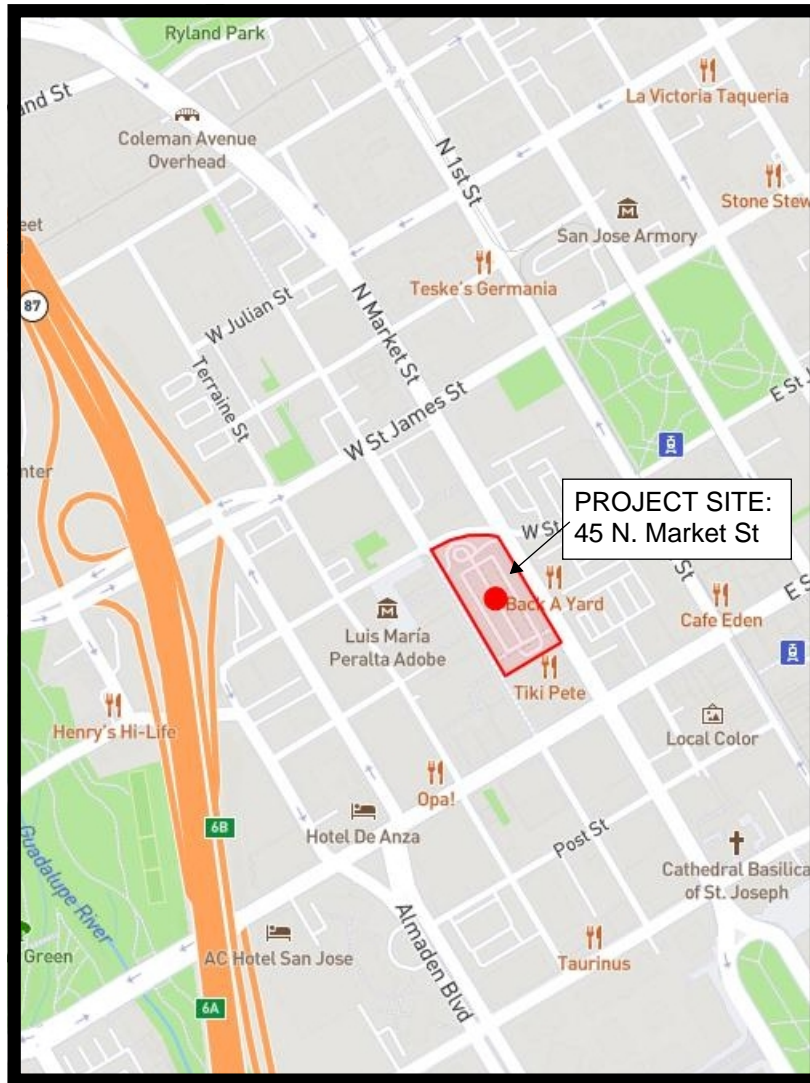 Ryland Park
and St
La Victoria Taqueria
Coleman Avenue
Overhead
N 1st St
Stone Stew
San Jose Armory
eet
Teske's Germania
87
W Julian St
N Market St
Terraine St
W St James St
E St J
nter
PROJECT SITE:
45 N. Market St
W St
St
E S
Back A Yard
Cafe Eden
Luis María
Peralta Adobe
Tiki Pete
Henry's Hi-Life
Local Color
Opa!
6B
Hotel De Anza
Post St
Guadalupe River
Cathedral Basilica
of St. Joseph
Green
AC Hotel San Jose
Almaden Blvd
Taurinus
6A